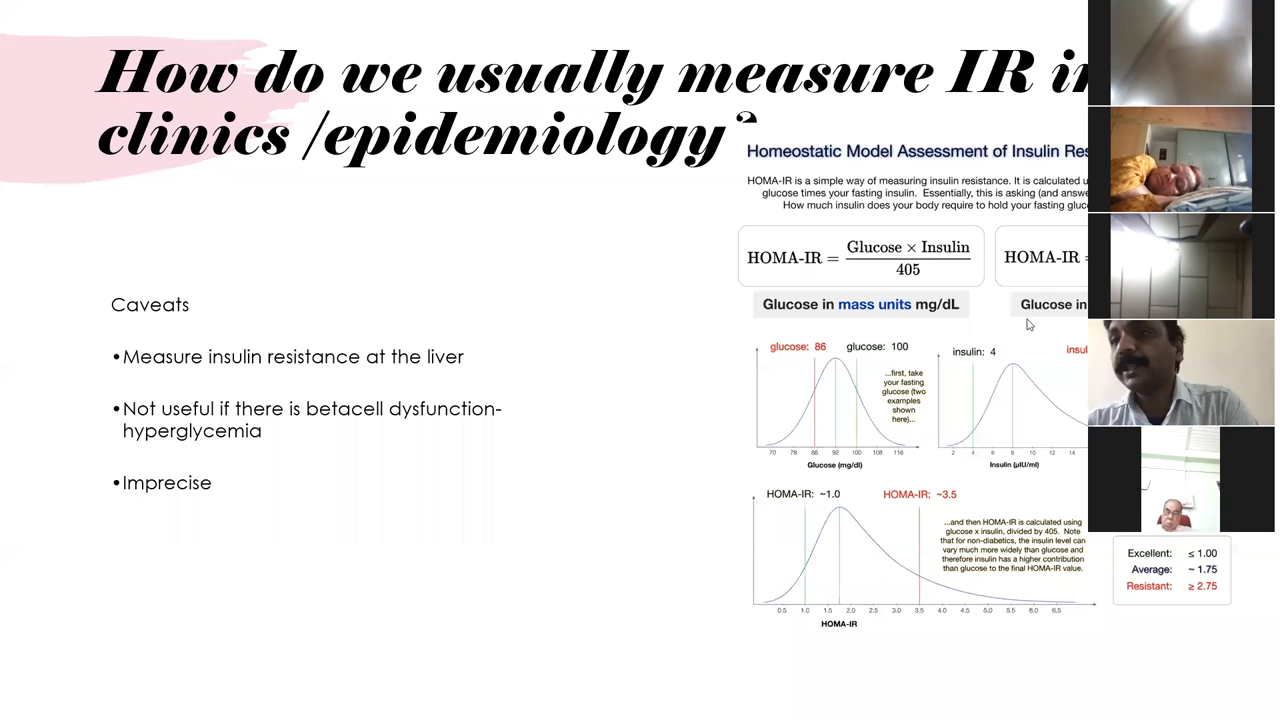 How do we usually measure IR in
clinics /epidemiology?
Caveats
•Measure insulin resistance at the liver
•Not useful if there is betacell dysfunction-
hyperglycemia
•Imprecise
Homeostatic Model Assessment of Insulin
HOMA-IR is a simple way of measuring insulin resistance. It is calculated
glucose times your fasting insulin. Essentially, this is asking (and
How much insulin does your body require to hold your fasting
HOMA-IR = Glucose × Insulin
405
HOMA-IR =
Glucose in mass units mg/dL
Glucose in
glucose: 86 glucose: 100
...first, take
your fasting
glucose (two
examples
shown
here)...
70 78 86 92 100 108 116
Glucose (mg/dl)
insulin: 4
2 4 6 8 10 12 14
Insulin (µIU/ml)
HOMA-IR: ~1.0 HOMA-IR: ~3.5
...and then HOMA-IR is calculated using
glucose x insulin, divided by 405. Note
that for non-diabetics, the insulin level can
vary much more widely than glucose and
therefore insulin has a higher contribution
than glucose to the final HOMA-IR value.
0.5 1.0 1.5 2.0 2.5 3.0 3.5 4.0 4.5 5.0 5.5 6.0 6.5
HOMA-IR
Excellent: ≤ 1.00
Average: ~ 1.75
Resistant: ≥ 2.75